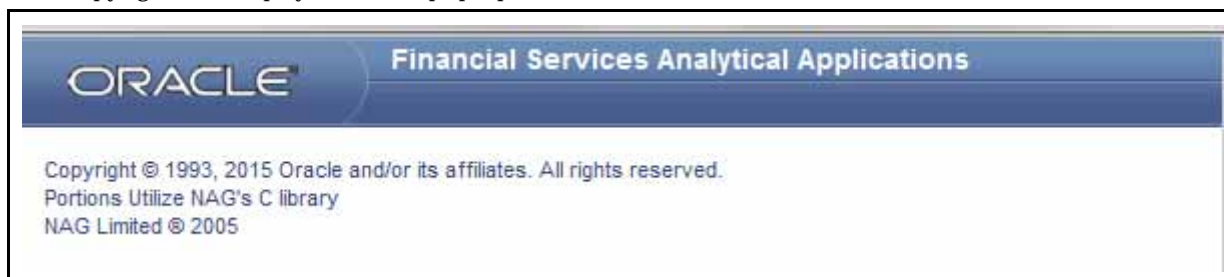 ORACLE
Financial Services Analytical Applications
Copyright © 1993, 2015 Oracle and/or its affiliates. All rights reserved.
Portions Utilize NAG's C library
NAG Limited ® 2005